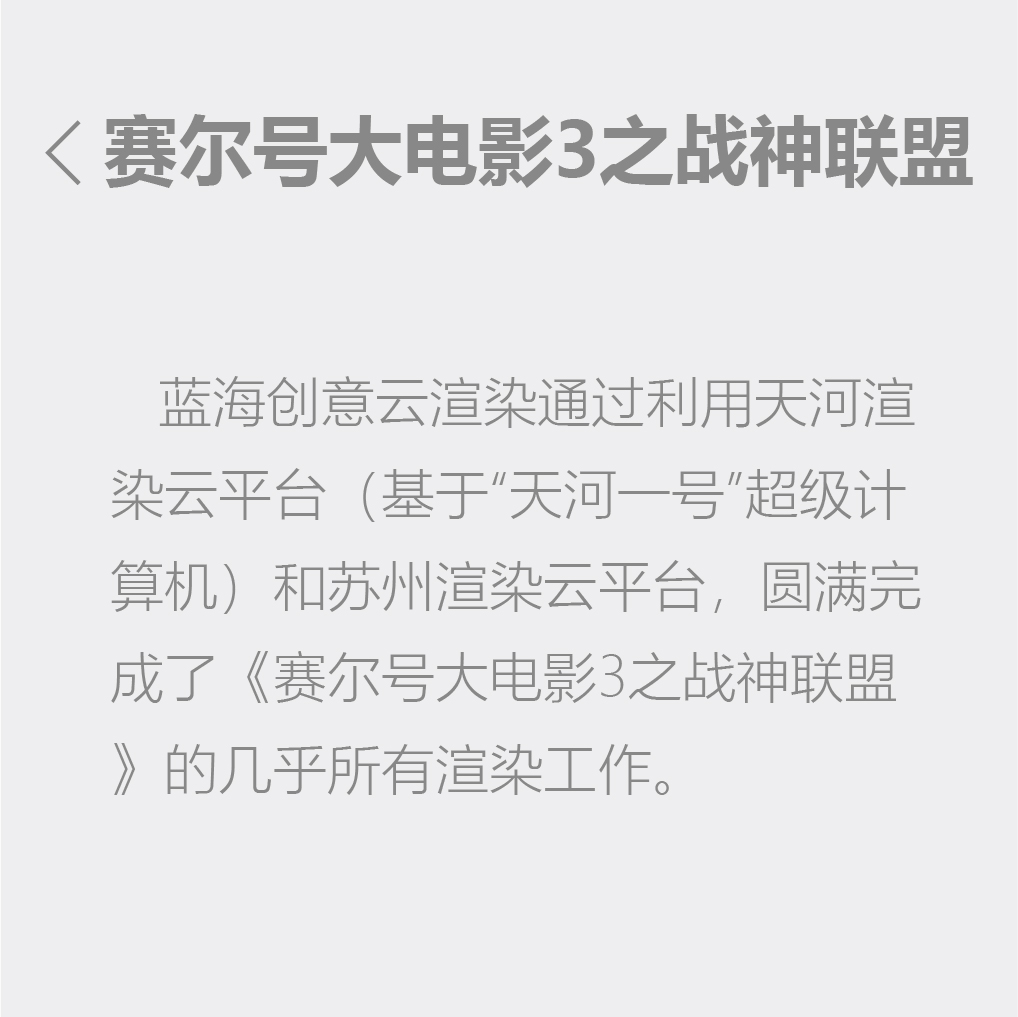 赛尔号大电影3之战神联盟
蓝海创意云渲染通过利用天河渲
染云平台（基于“天河一号”超级计
算机）和苏州渲染云平台，圆满完
成了《赛尔号大电影3之战神联盟
》的几乎所有渲染工作。